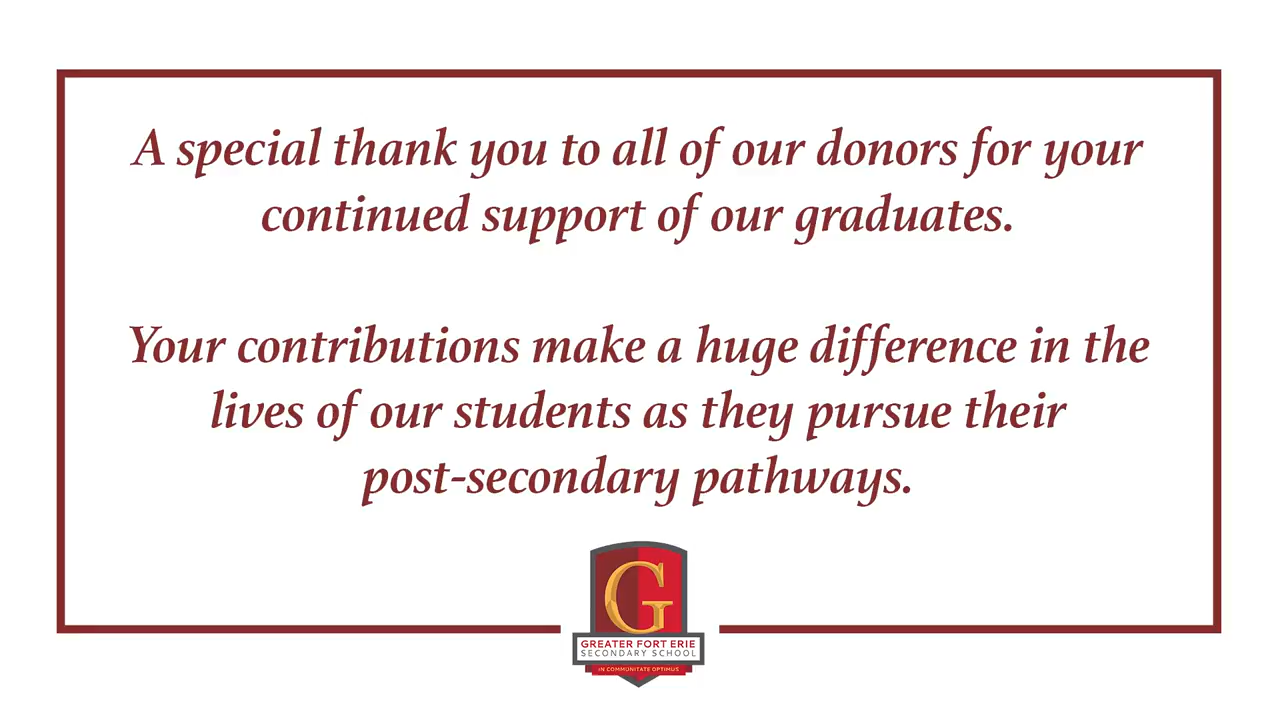 A special thank you to all of our donors for your
continued support of our graduates.
Your contributions make a huge difference in the
lives of our students as they pursue their
post-secondary pathways.
G
GREATER FORT ERIE
SECONDARY SCHOOL
IN COMMUNITATE OPTIMUS